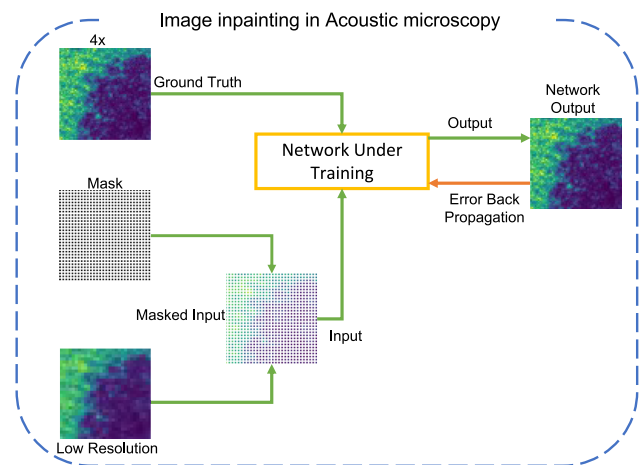 Image inpainting in Acoustic microscopy
4x
Ground Truth
Network
Output
Output
Network Under
Training
Mask
Error Back
Propagation
Masked Input
Input
Low Resolution